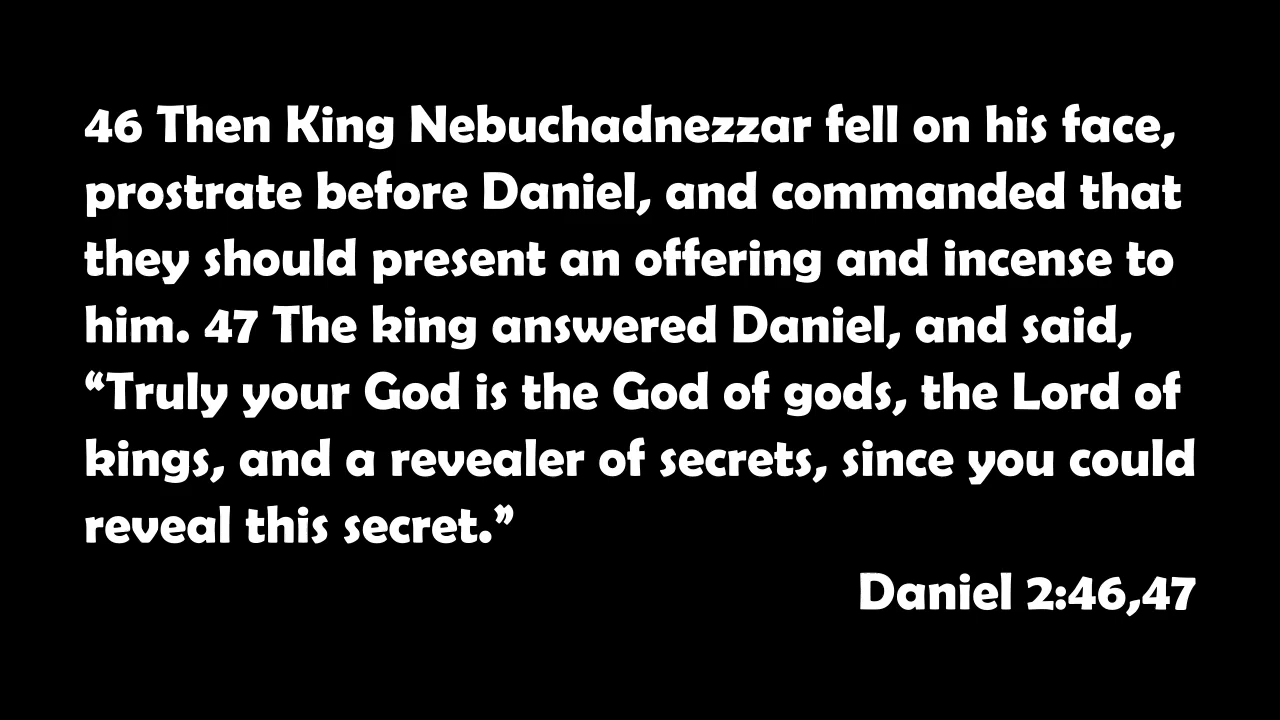 46 Then King Nebuchadnezzar fell on his face,
prostrate before Daniel, and commanded that
they should present an offering and incense to
him. 47 The king answered Daniel, and said,
“Truly your God is the God of gods, the Lord of
kings, and a revealer of secrets, since you could
reveal this secret.”
Daniel 2:46,47